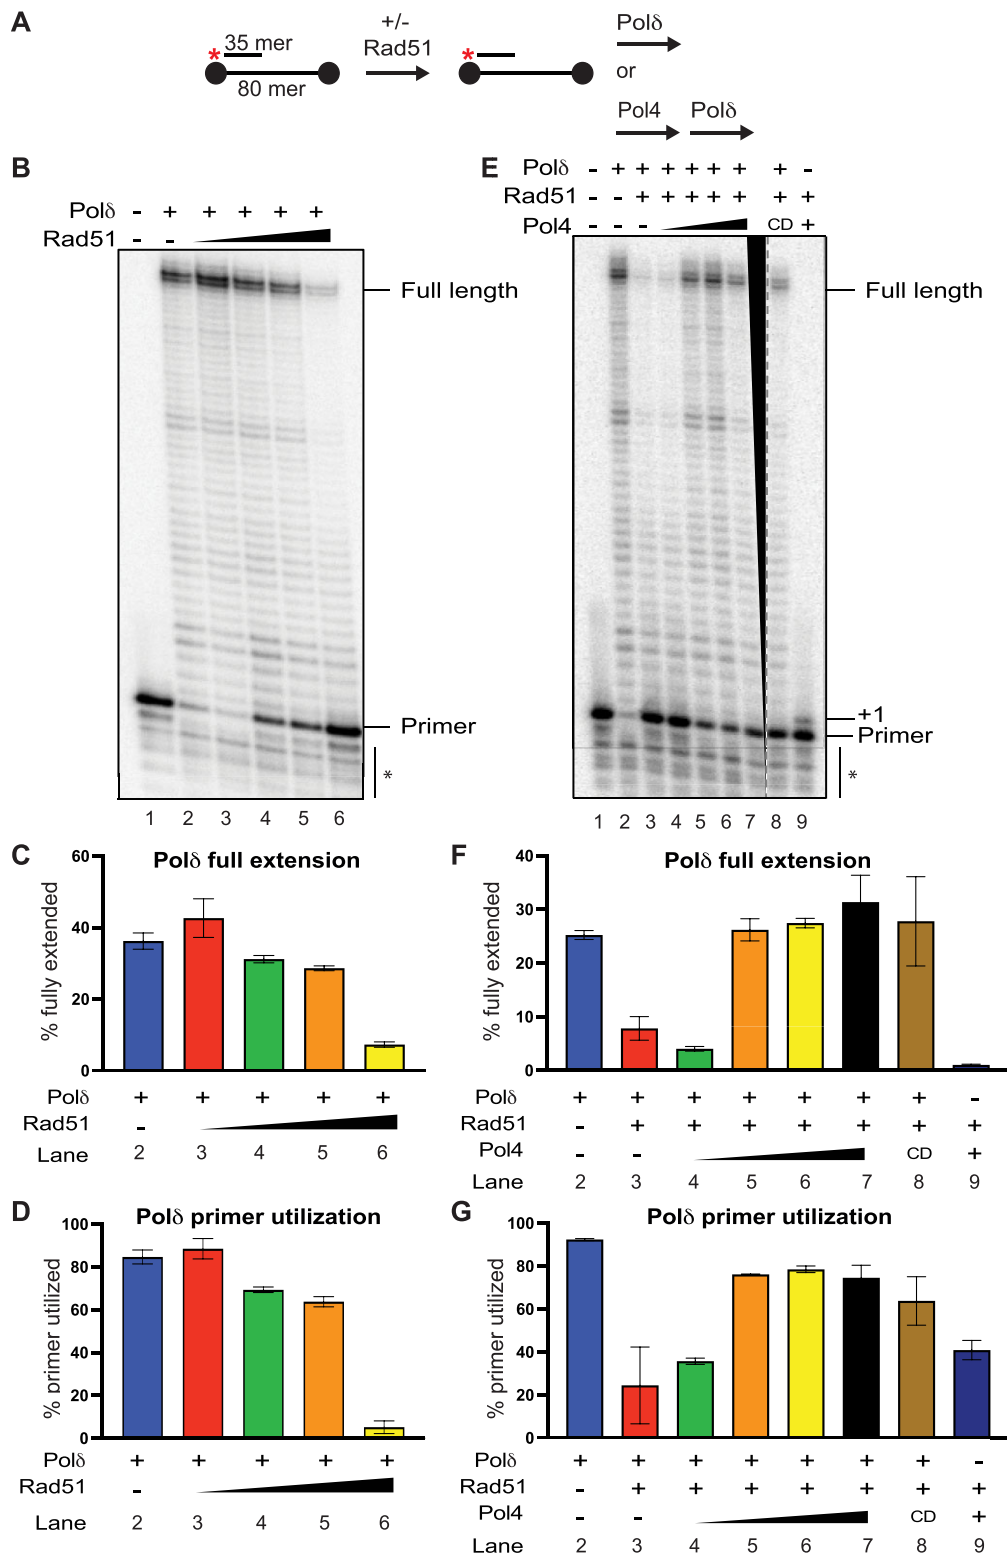 A
35 mer
80 mer
+/-
Rad51
Polδ
or
Pol4 Polδ
B
Polδ - + + + + +
Rad51 -  -
Full length
Primer
*
1 2 3 4 5 6
E
Polδ - + + + + + + + -
Rad51 - - + + + + + + +
Pol4 - - - CD +
Full length
+1
Primer
*
1 2 3 4 5 6 7 8 9
C
Polδ full extension
% fully extended
60
40
20
0
Polδ + + + + +
Rad51 -
Lane 2 3 4 5 6
F
Polδ full extension
% fully extended
40
30
20
10
0
Polδ + + + + + + + -
Rad51 - + + + + + + +
Pol4 - - CD +
Lane 2 3 4 5 6 7 8 9
D
Polδ primer utilization
% primer utilized
100
80
60
40
20
0
Polδ + + + + +
Rad51 -
Lane 2 3 4 5 6
G
Polδ primer utilization
% primer utilized
100
80
60
40
20
0
Polδ + + + + + + + -
Rad51 - + + + + + + +
Pol4 - - CD +
Lane 2 3 4 5 6 7 8 9